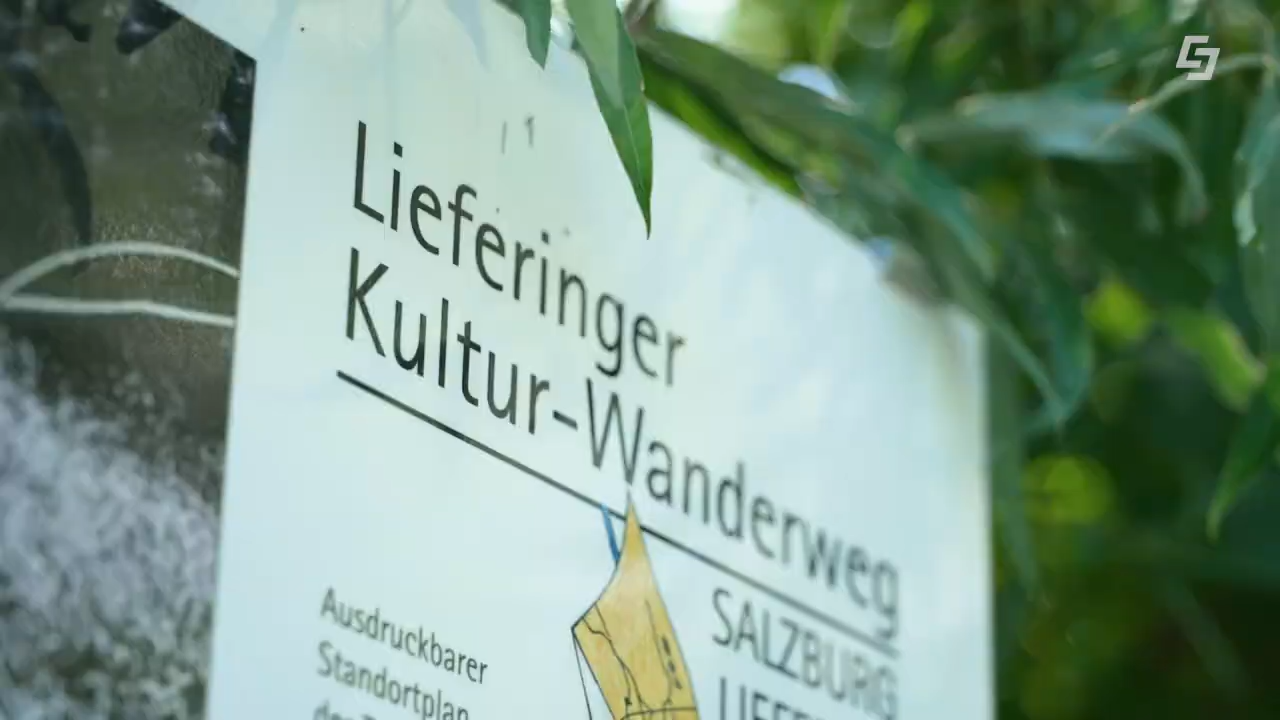 Lieferinger
Kultur-Wanderweg
SALZBURG
Ausdruckbarer
Standortplan